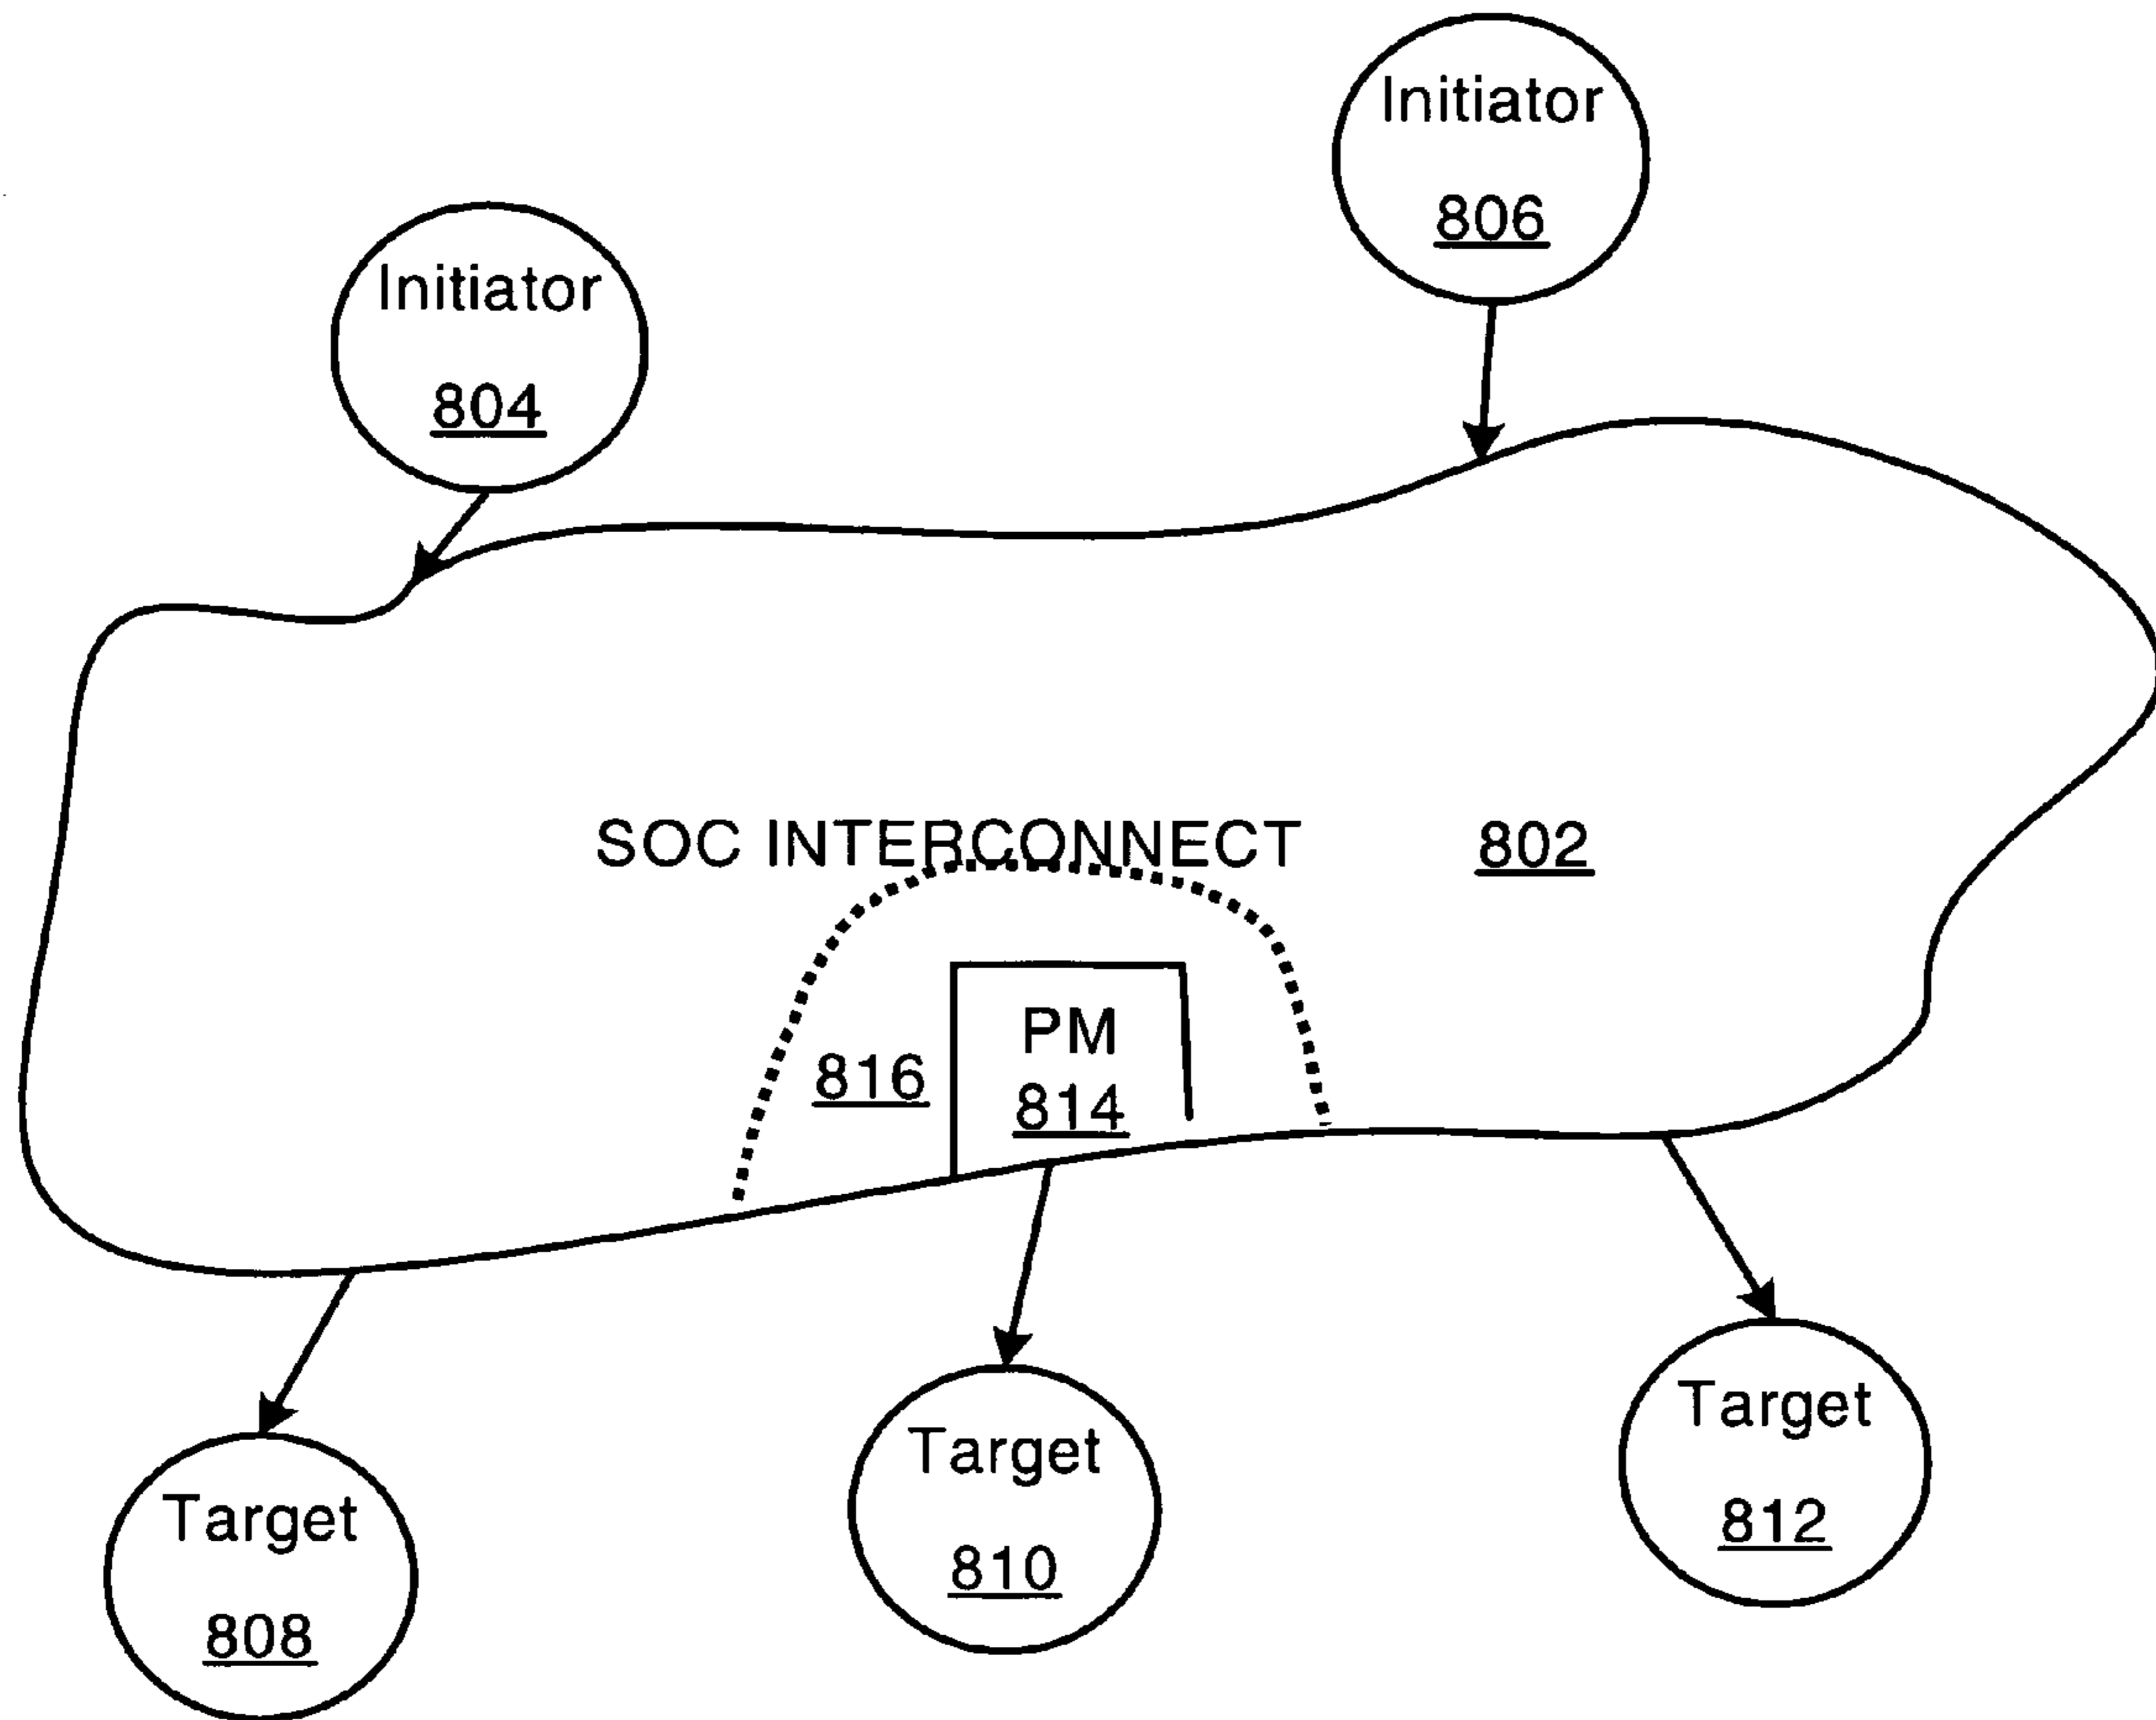 Initiator
806
Initiator
804
SOC INTERCONNECT 802
PM
816
814
Target
812
Target
810
Target
808